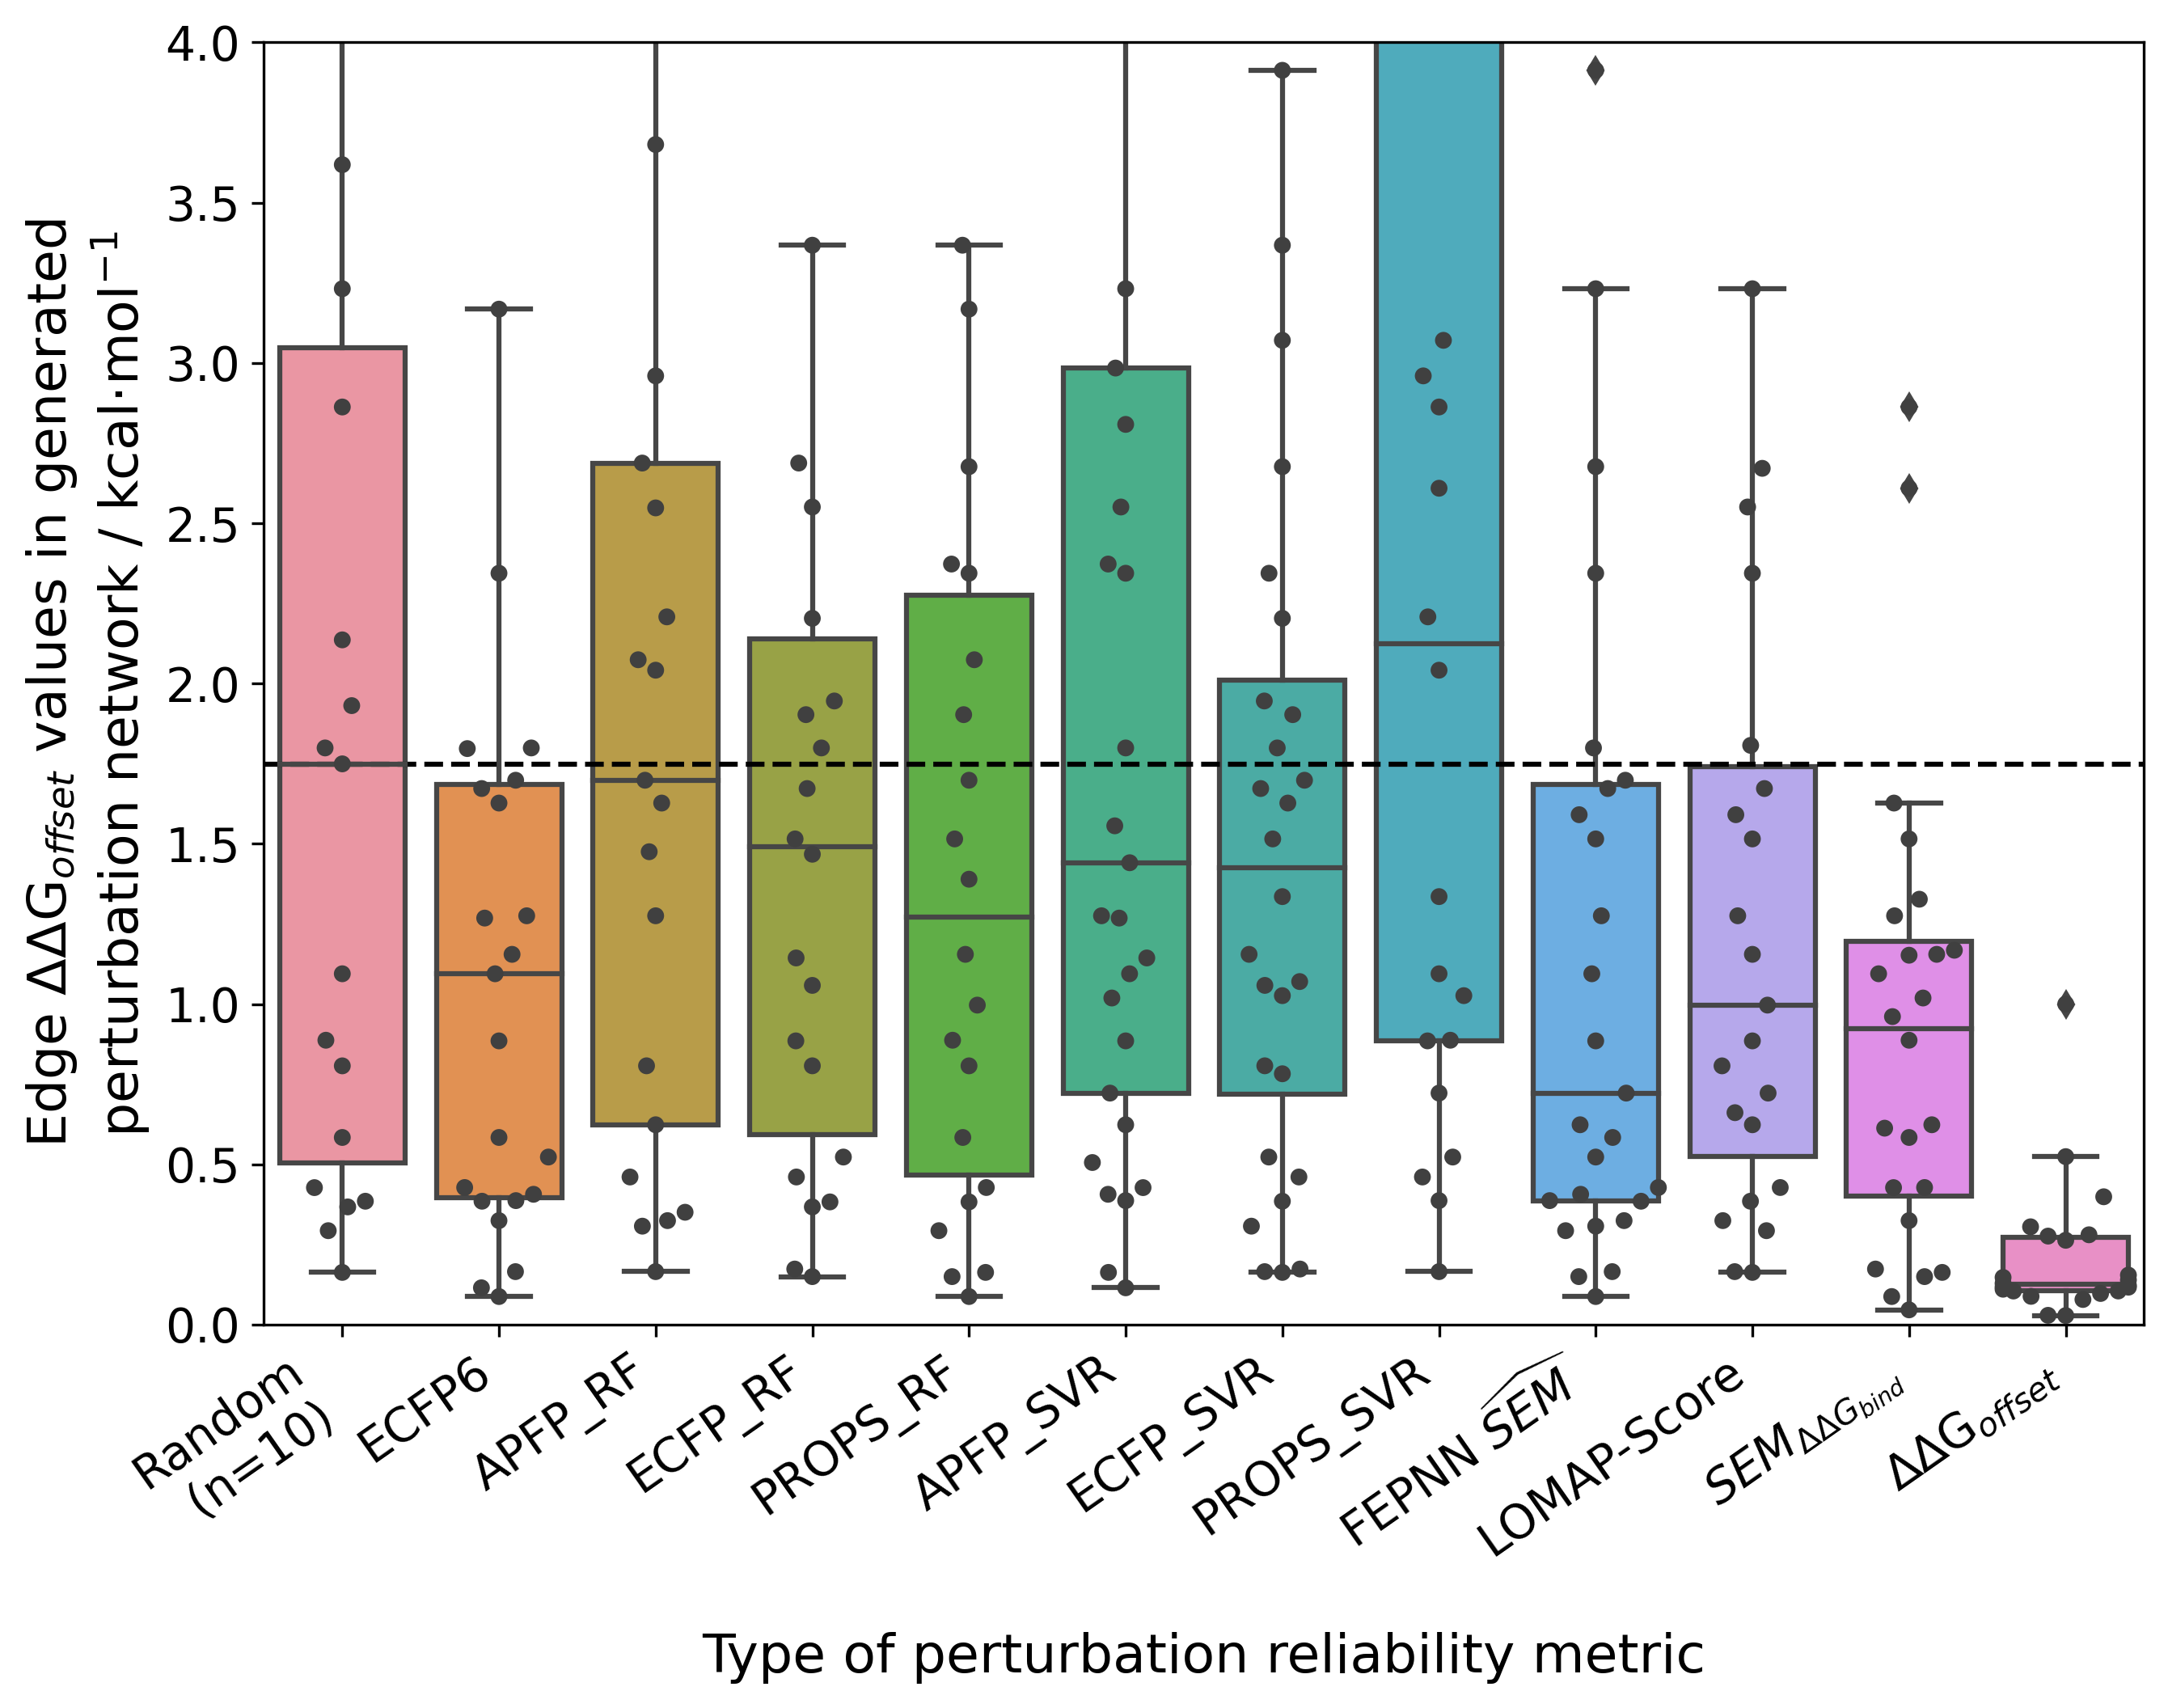 Edge ΔΔG_offset values in generated
perturbation network / kcal·mol⁻¹
4.0
3.5
3.0
2.5
2.0
1.5
1.0
0.5
0.0
Random
(n=10)
ECFP6
APFP_RF
ECFP_RF
PROPS_RF
APFP_SVR
ECFP_SVR
PROPS_SVR
FEPNN SEM
LOMAP-Score
SEM_ΔΔG_bind
ΔΔG_offset
Type of perturbation reliability metric